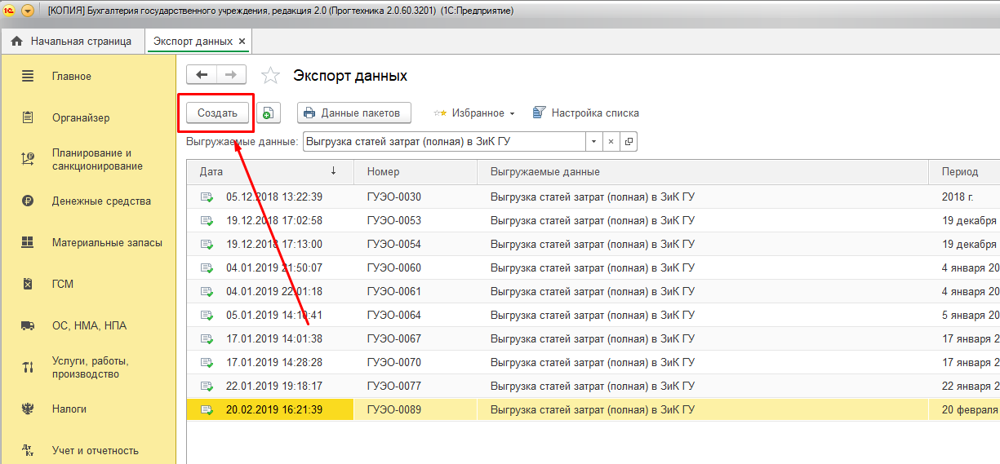 [КОПИЯ] Бухгалтерия государственного учреждения, редакция 2.0 (Прогтехника 2.0.60.3201) (1С:Предприятие)
Начальная страница
Экспорт данных ×
Главное
Органайзер
Планирование и
санкционирование
Денежные средства
Материальные запасы
ГСМ
ОС, НМА, НПА
Услуги, работы,
производство
Налоги
Дт Кт Учет и отчетность
Экспорт данных
Создать Данные пакетов Избранное Настройка списка
Выгружаемые данные: Выгрузка статей затрат (полная) в ЗиК ГУ
Дата ↓ Номер Выгружаемые данные Период
05.12.2018 13:22:39 ГУЭО-0030 Выгрузка статей затрат (полная) в ЗиК ГУ 2018 г.
19.12.2018 17:02:58 ГУЭО-0053 Выгрузка статей затрат (полная) в ЗиК ГУ 19 декабря
19.12.2018 17:13:00 ГУЭО-0054 Выгрузка статей затрат (полная) в ЗиК ГУ 19 декабря
04.01.2019 21:50:07 ГУЭО-0060 Выгрузка статей затрат (полная) в ЗиК ГУ 4 января 20
04.01.2019 22:01:18 ГУЭО-0061 Выгрузка статей затрат (полная) в ЗиК ГУ 4 января 20
05.01.2019 14:10:41 ГУЭО-0064 Выгрузка статей затрат (полная) в ЗиК ГУ 5 января 20
17.01.2019 14:01:38 ГУЭО-0067 Выгрузка статей затрат (полная) в ЗиК ГУ 17 января 2
17.01.2019 14:28:28 ГУЭО-0070 Выгрузка статей затрат (полная) в ЗиК ГУ 17 января 2
22.01.2019 19:18:17 ГУЭО-0077 Выгрузка статей затрат (полная) в ЗиК ГУ 22 января 2
20.02.2019 16:21:39 ГУЭО-0089 Выгрузка статей затрат (полная) в ЗиК ГУ 20 февраля